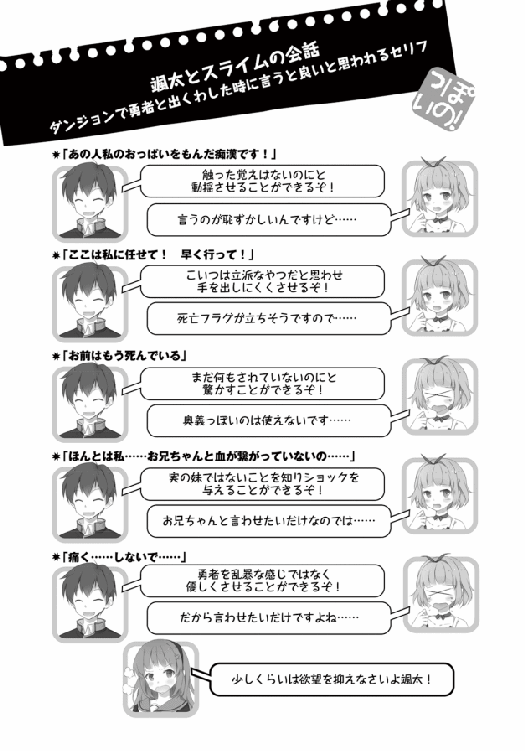 颯太とスライムの会話
ダンジョンで勇者と出くわした時に言うと良いと思われるセリフ
っぽいの!
*「あの人私のおっぱいをもんだ痴漢です！」
触った覚えはないのにと
動揺させることができるぞ！
言うのが恥ずかしいんですけど……
*「ここは私に任せて！　早く行って！」
こいつは立派なやつだと思わせ
手を出しにくくさせるぞ！
死亡フラグが立ちそうですので……
*「お前はもう死んでいる」
まだ何もされていないのにと
驚かすことができるぞ！
奥義っぽいのは使えないです……
*「ほんとは私……お兄ちゃんと血が繋がっていないの……」
実の妹ではないことを知りショックを
与えることができるぞ！
お兄ちゃんと言わせたいだけなのでは……
*「痛く……しないで……」
勇者を乱暴な感じではなく
優しくさせることができるぞ！
だから言わせたいだけですよね……
少しくらいは欲望を抑えなさいよ颯太！